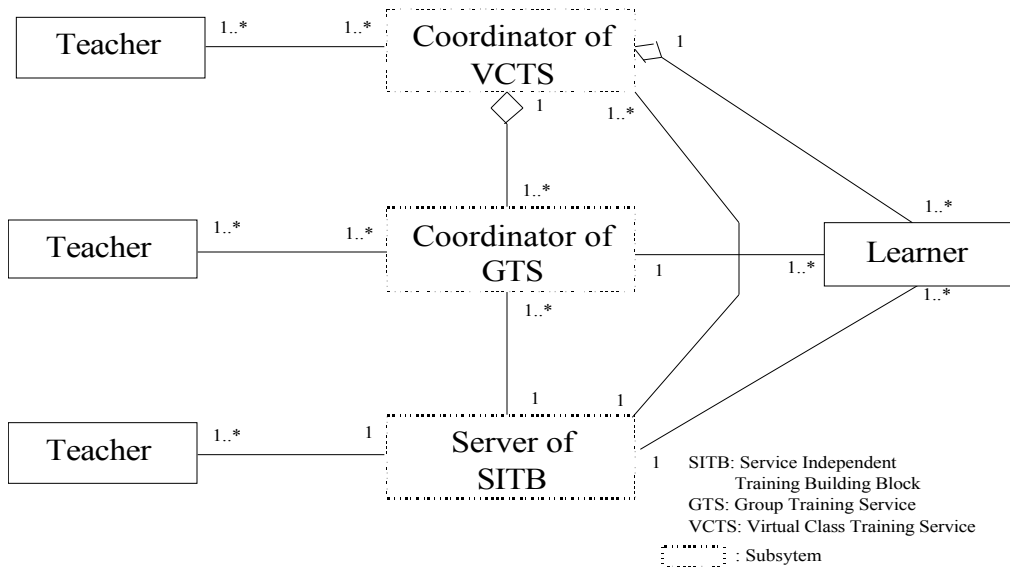 Teacher
1..*
1..*
Coordinator of
VCTS
1
1
1..*
1..*
1..*
Teacher
1..*
1..*
Coordinator of
GTS
1
1..*
Learner
1..*
1..*
1
1
Teacher
1..*
1
Server of
SITB
1
SITB: Service Independent
Training Building Block
GTS: Group Training Service
VCTS: Virtual Class Training Service
: Subsytem